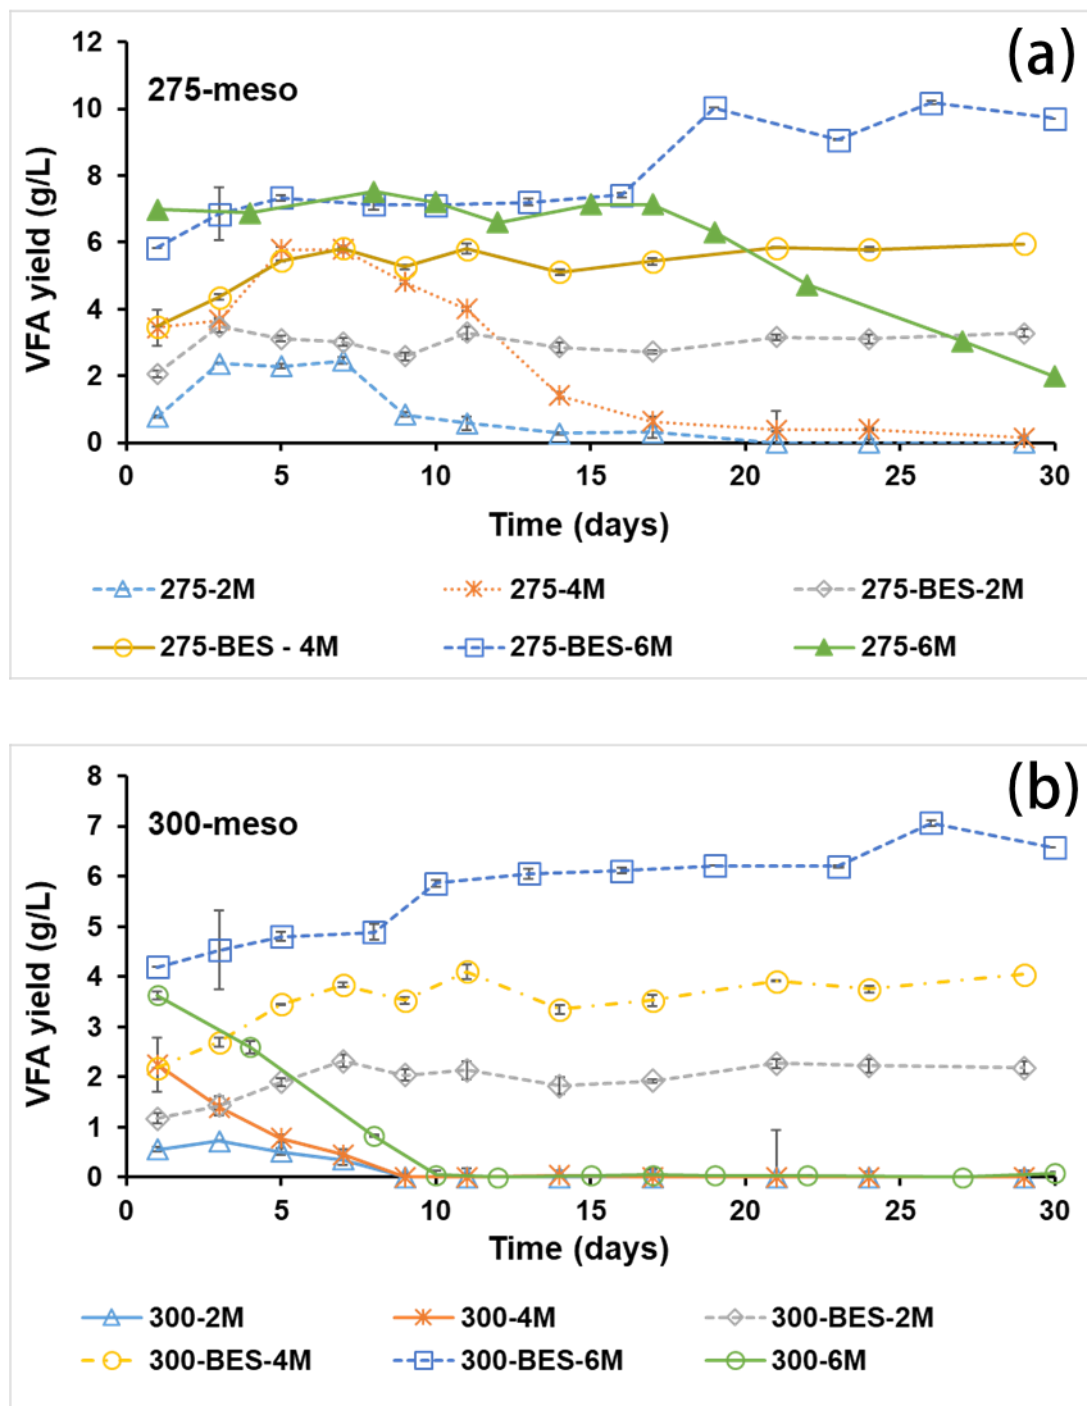 (a)
275-meso
12
10
8
6
4
2
0
VFA yield (g/L)
0 5 10 15 20 25 30
Time (days)
275-2M 275-4M 275-BES-2M
275-BES - 4M 275-BES-6M 275-6M
(b)
300-meso
8
7
6
5
4
3
2
1
0
VFA yield (g/L)
0 5 10 15 20 25 30
Time (days)
300-2M 300-4M 300-BES-2M
300-BES-4M 300-BES-6M 300-6M